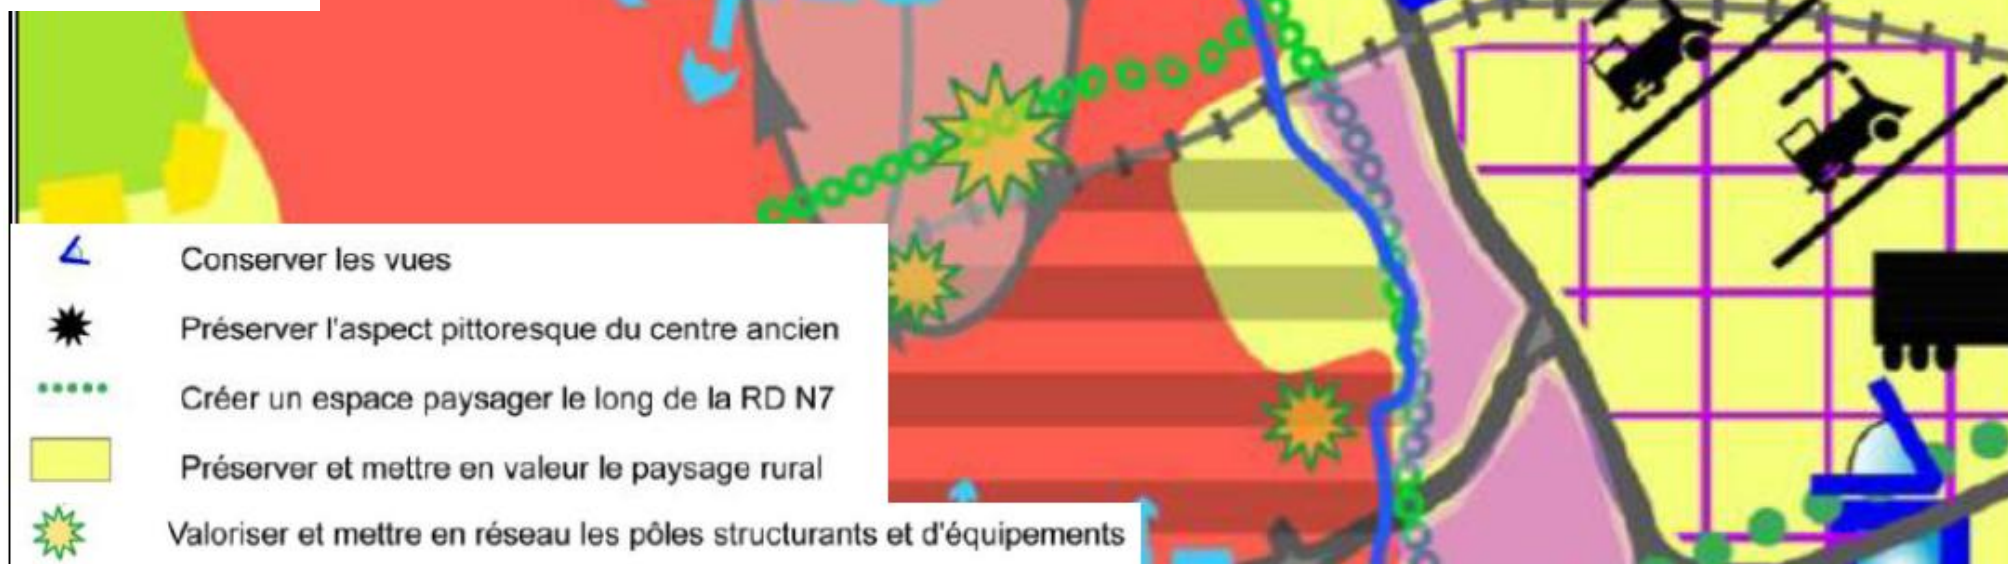 Conserver les vues
Préserver l'aspect pittoresque du centre ancien
Créer un espace paysager le long de la RD N7
Préserver et mettre en valeur le paysage rural
Valoriser et mettre en réseau les pôles structurants et d'équipements